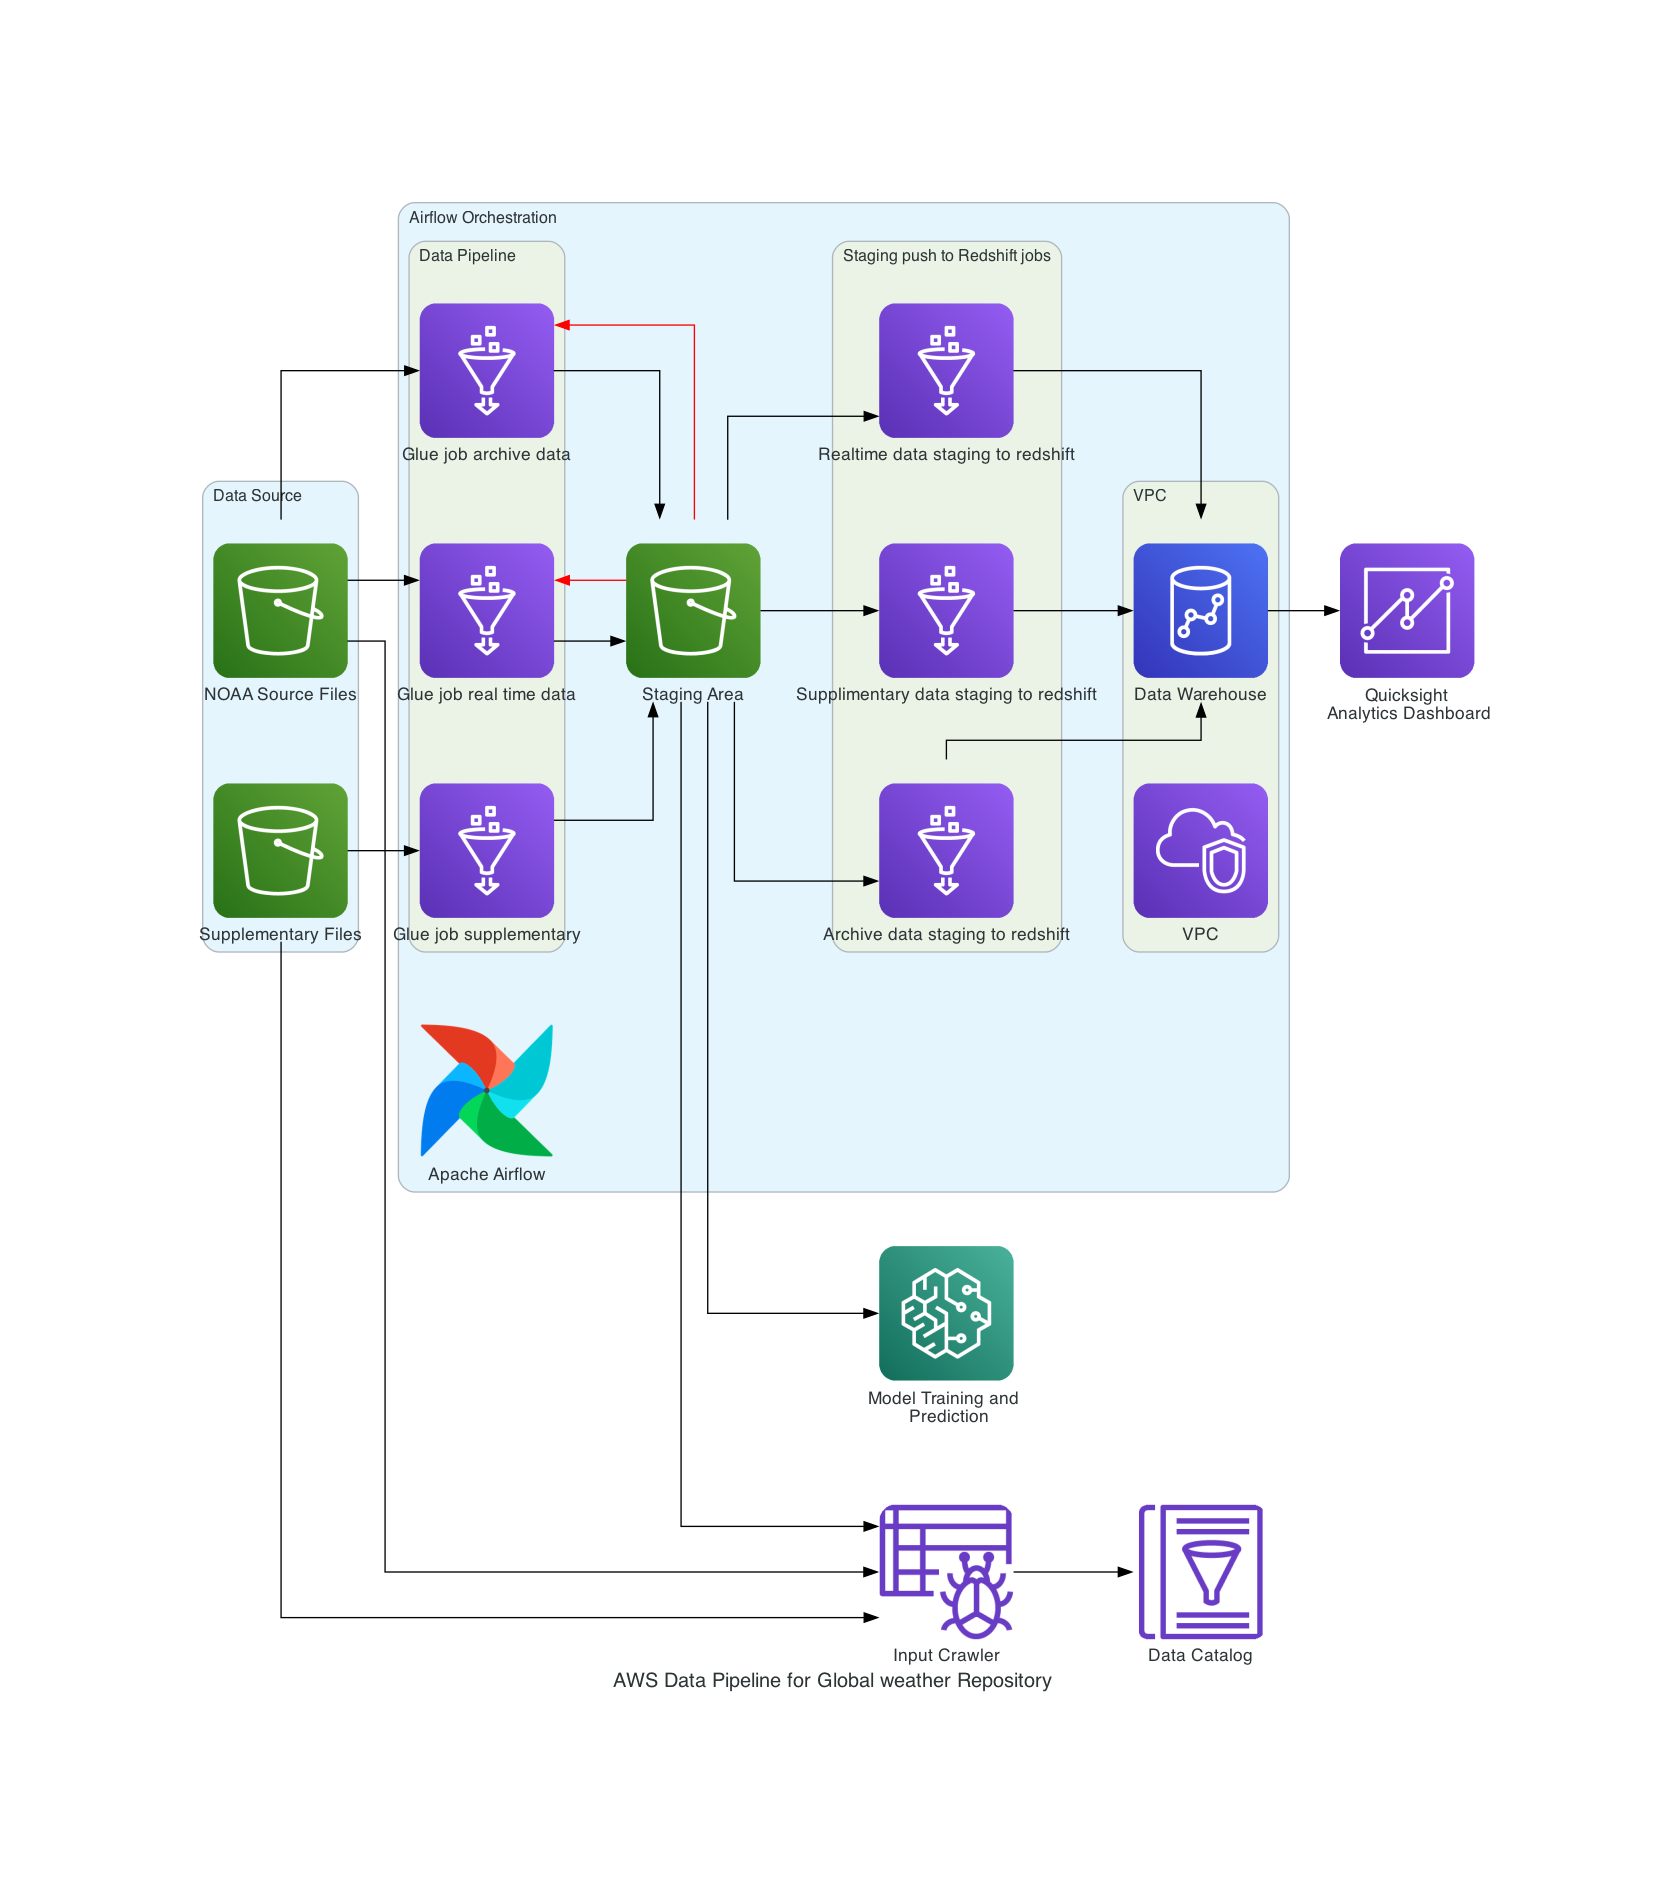 Airflow Orchestration
Data Pipeline
Staging push to Redshift jobs
Glue job archive data
Realtime data staging to redshift
Data Source
VPC
NOAA Source Files
Glue job real time data
Staging Area
Supplimentary data staging to redshift
Data Warehouse
Quicksight
Analytics Dashboard
Supplementary Files
Glue job supplementary
Archive data staging to redshift
VPC
Apache Airflow
Model Training and
Prediction
Input Crawler
Data Catalog
AWS Data Pipeline for Global weather Repository